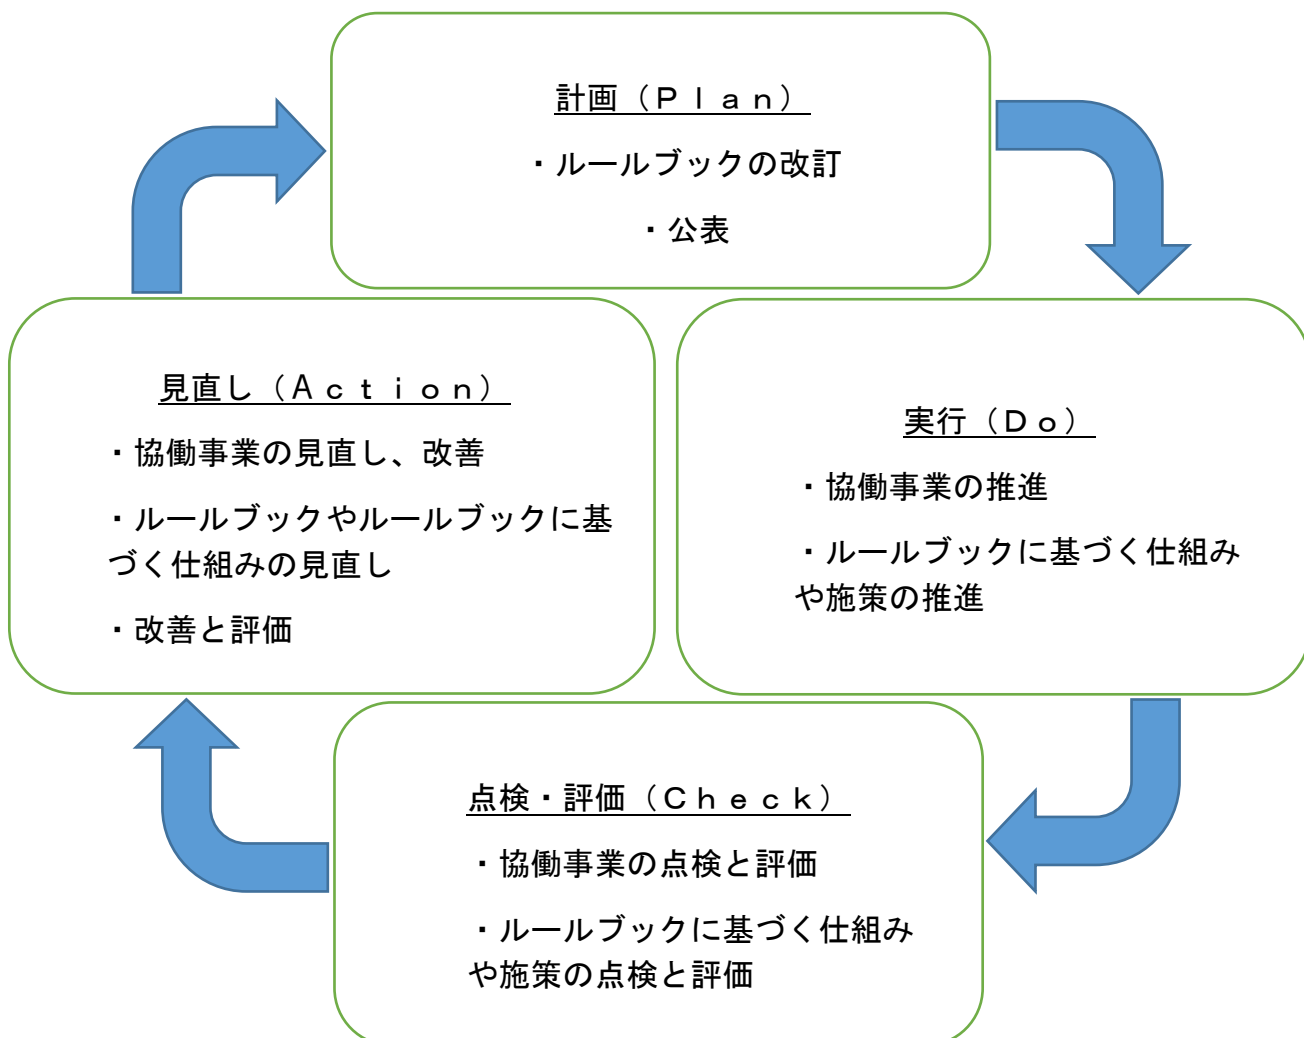 計画（Ｐｌａｎ）
・ルールブックの改訂
・公表
実行（Ｄｏ）
・協働事業の推進
・ルールブックに基づく仕組み
や施策の推進
点検・評価（Ｃｈｅｃｋ）
・協働事業の点検と評価
・ルールブックに基づく仕組み
や施策の点検と評価
見直し（Ａｃｔｉｏｎ）
・協働事業の見直し、改善
・ルールブックやルールブックに基
づく仕組みの見直し
・改善と評価